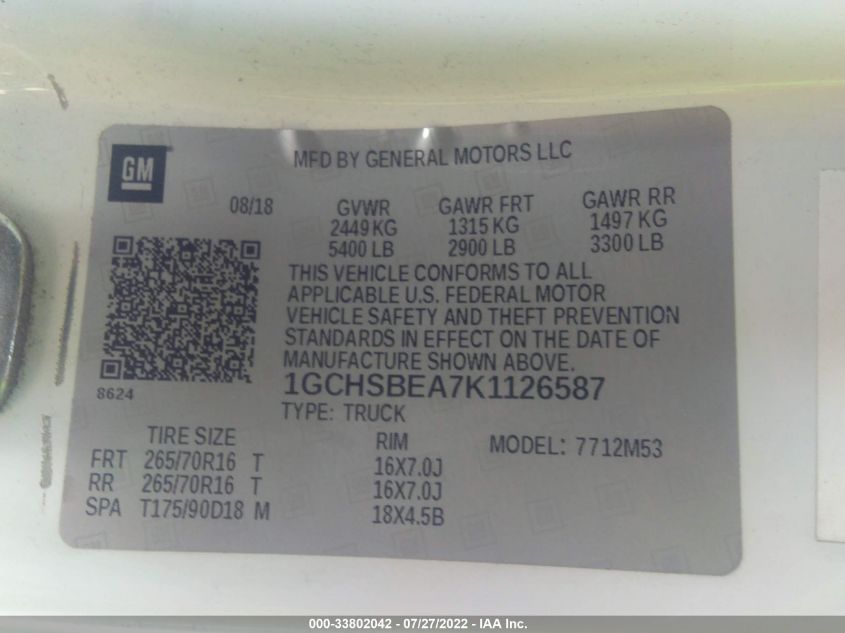 GM
MFD BY GENERAL MOTORS LLC
08/18 GVWR GAWR FRT GAWR RR
2449 KG 1315 KG 1497 KG
5400 LB 2900 LB 3300 LB
THIS VEHICLE CONFORMS TO ALL
APPLICABLE U.S. FEDERAL MOTOR
VEHICLE SAFETY AND THEFT PREVENTION
STANDARDS IN EFFECT ON THE DATE OF
MANUFACTURE SHOWN ABOVE.
8624
1GCHSBEA7K1126587
TYPE: TRUCK
TIRE SIZE RIM MODEL: 7712M53
FRT 265/70R16 T 16X7.0J
RR 265/70R16 T 16X7.0J
SPA T175/90D18 M 18X4.5B
000-33802042 - 07/27/2022 - IAA Inc.